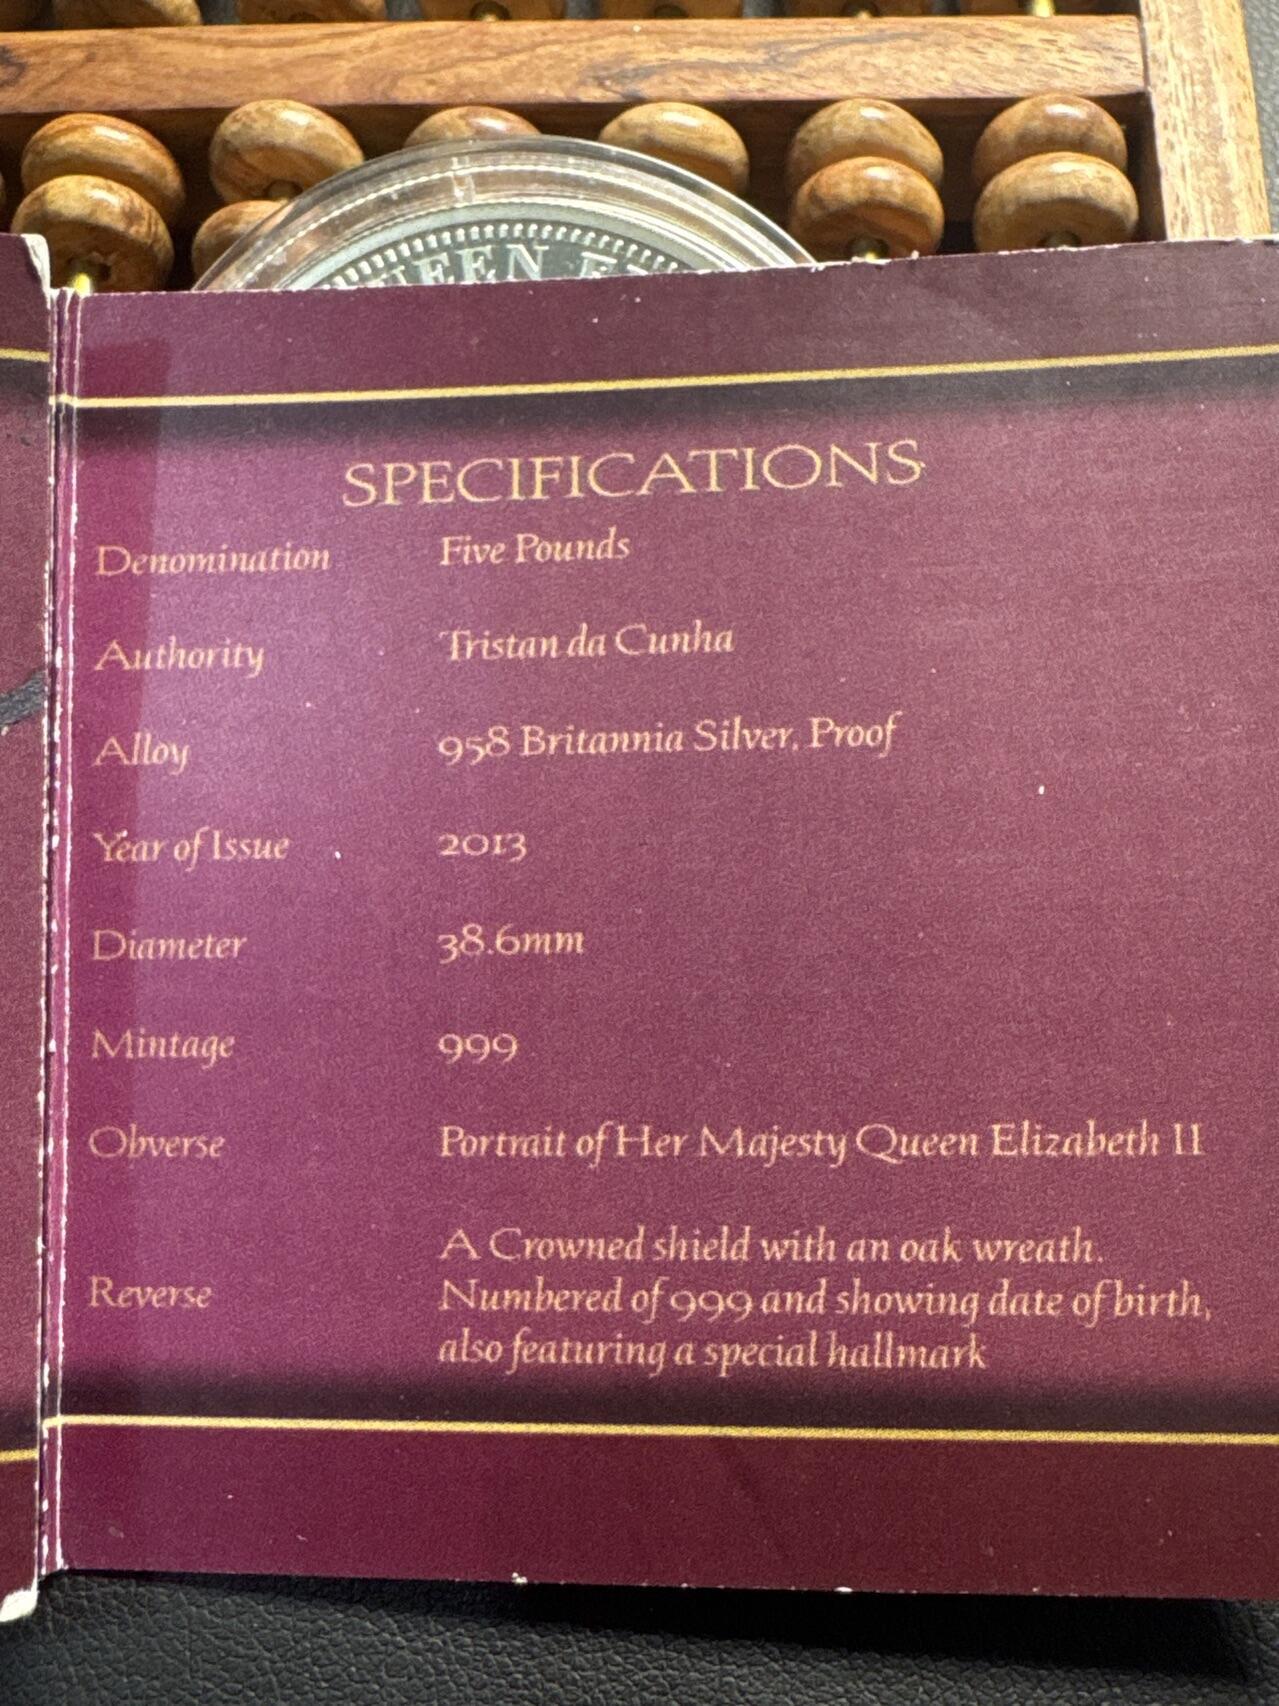 QUEEN
SPECIFICATIONS
Denomination Five Pounds
Authority Tristan da Cunha
Alloy 958 Britannia Silver, Proof
Year of Issue 2013
Diameter 38.6mm
Mintage 999
Obverse Portrait of Her Majesty Queen Elizabeth II
Reverse A Crowned shield with an oak wreath.
Numbered of 999 and showing date of birth,
also featuring a special hallmark